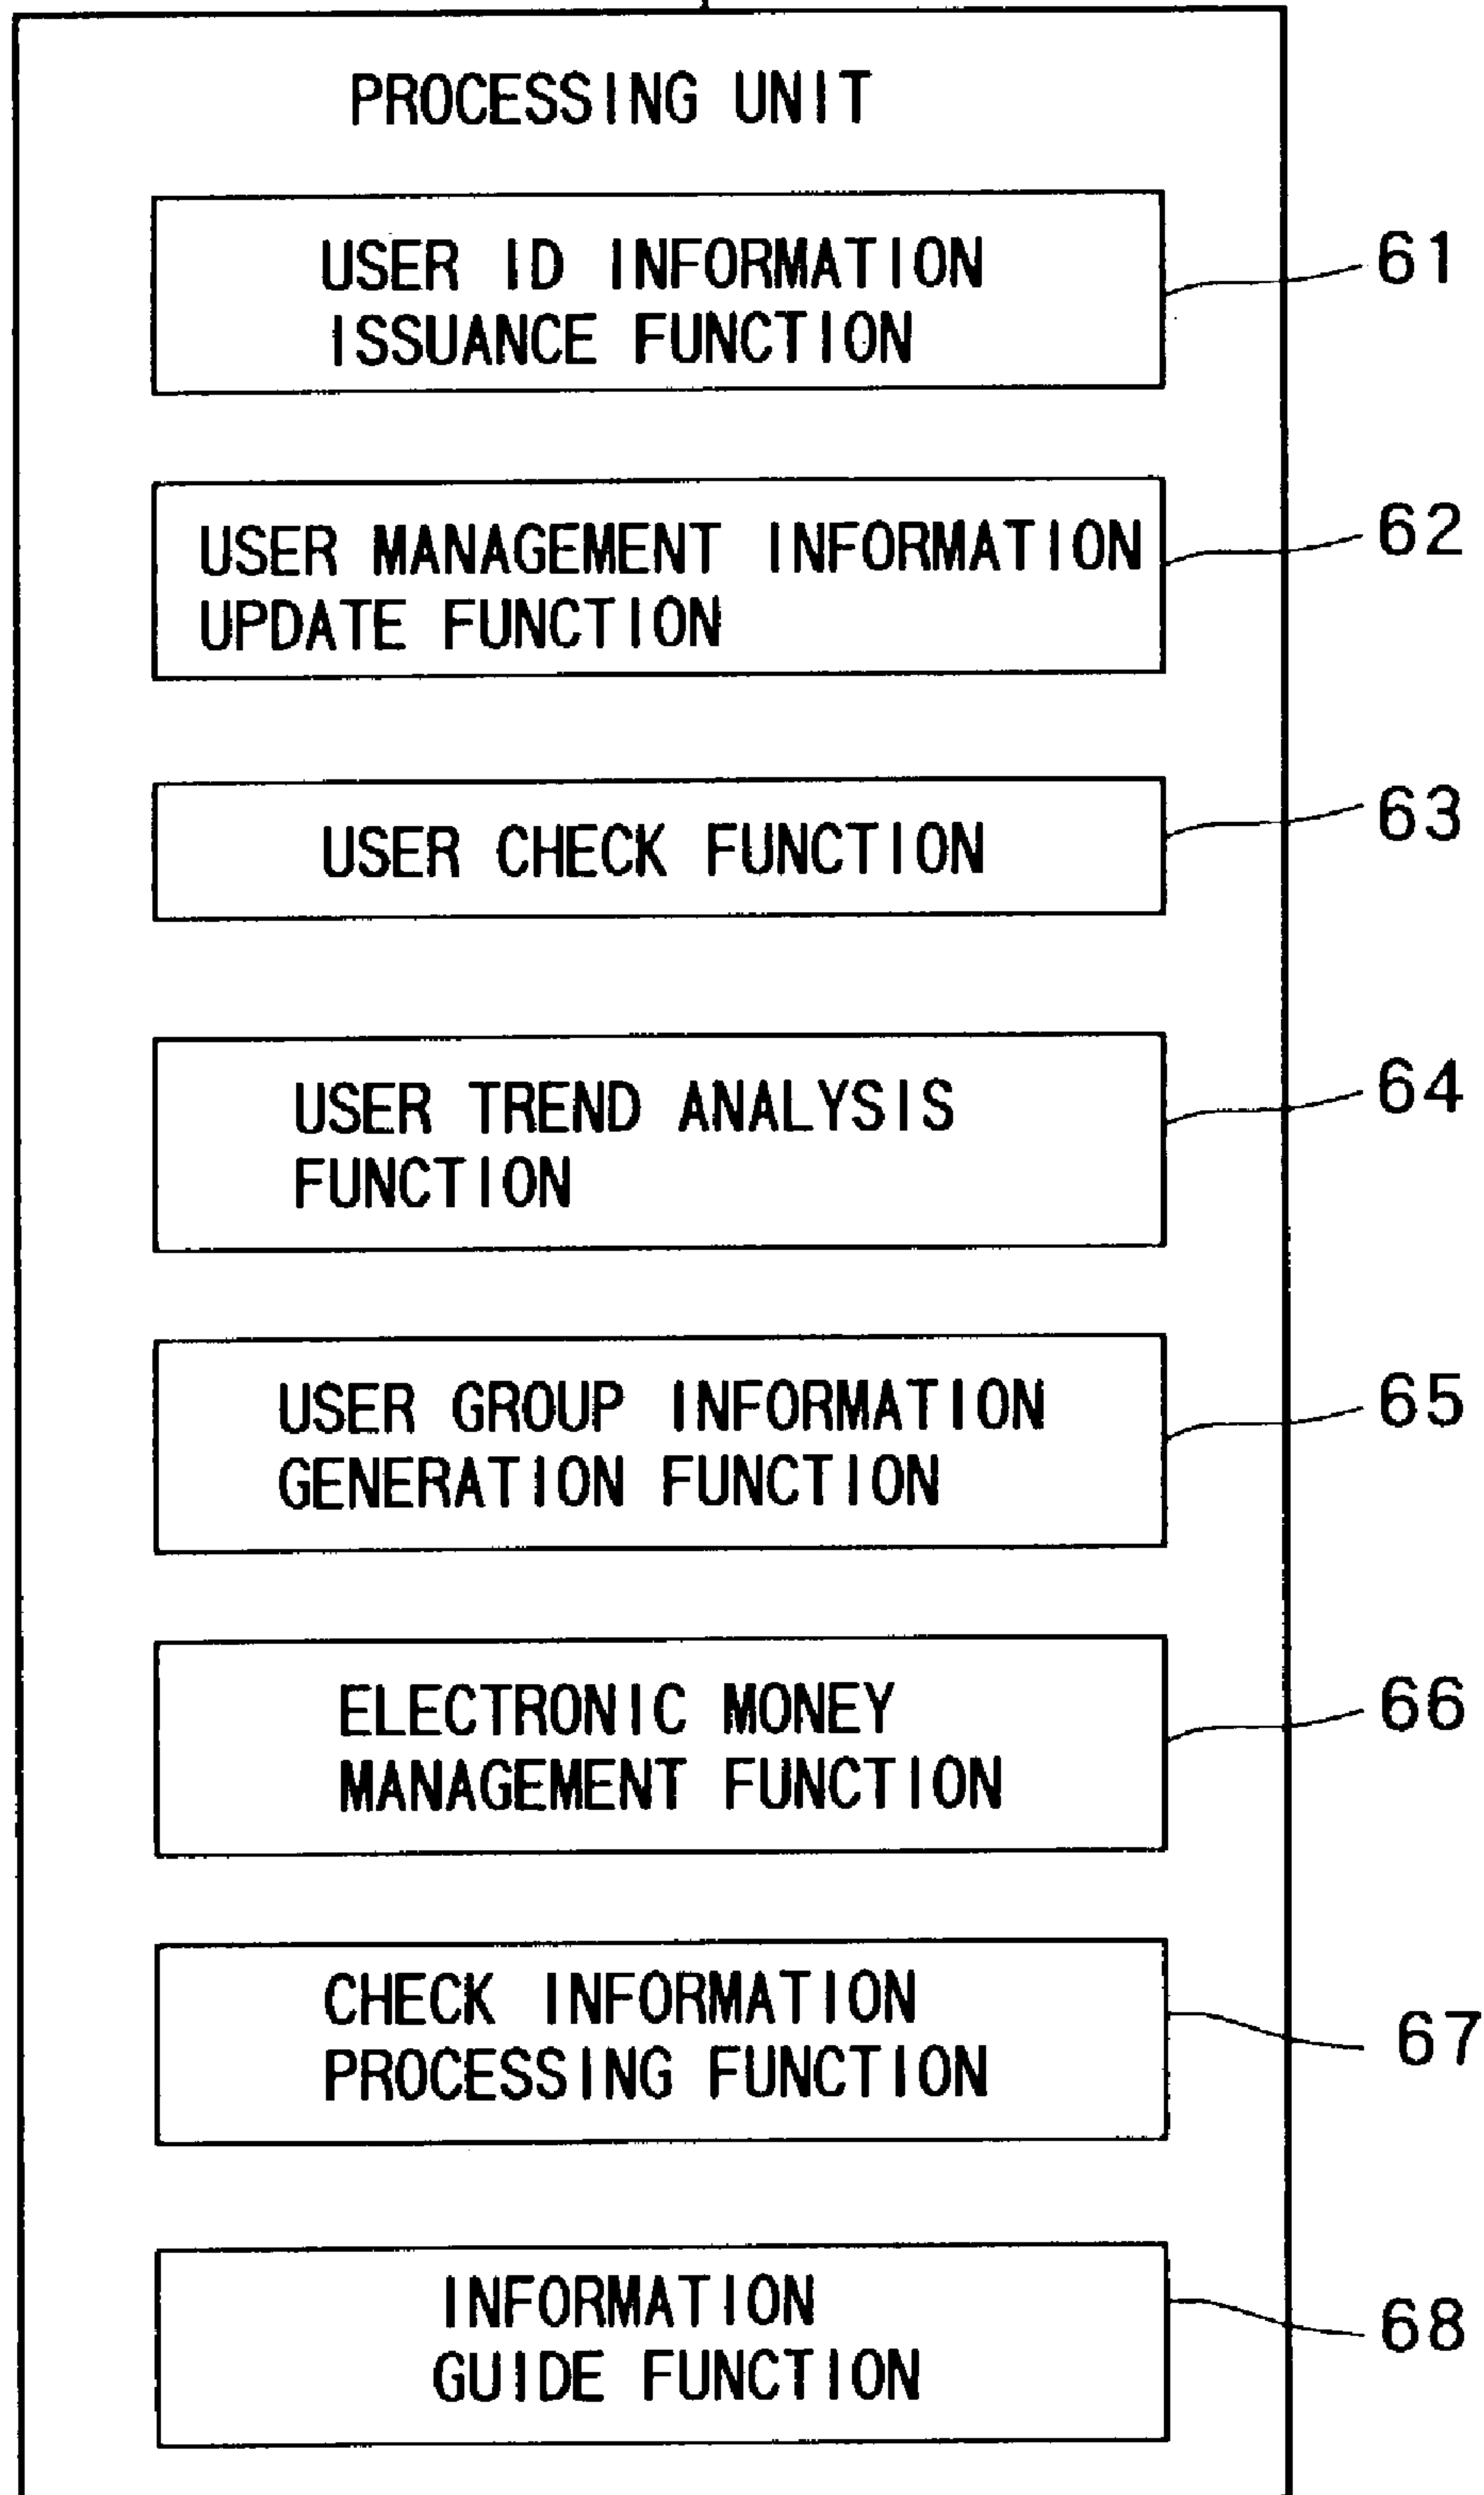 PROCESSING UNIT
USER ID INFORMATION
ISSUANCE FUNCTION
61
USER MANAGEMENT INFORMATION
UPDATE FUNCTION
62
USER CHECK FUNCTION
63
USER TREND ANALYSIS
FUNCTION
64
USER GROUP INFORMATION
GENERATION FUNCTION
65
ELECTRONIC MONEY
MANAGEMENT FUNCTION
66
CHECK INFORMATION
PROCESSING FUNCTION
67
INFORMATION
GUIDE FUNCTION
68